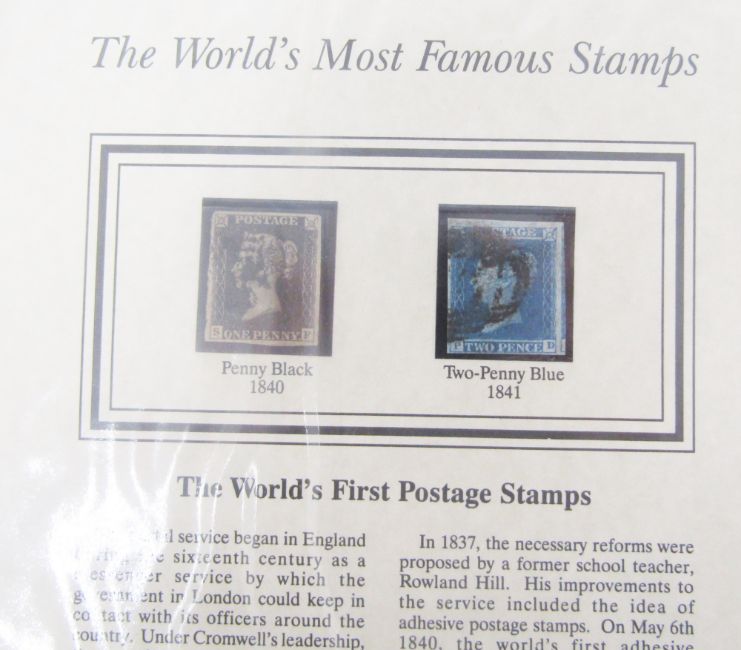 The World's Most Famous Stamps
POSTAGE
S ONE PENNY F
Penny Black
1840
TAGE
P TWO PENCE D
Two-Penny Blue
1841
The World's First Postage Stamps
service began in England
sixteenth century as a
service by which the
in London could keep in
contact with its officers around the
country. Under Cromwell's leadership,
In 1837, the necessary reforms were
proposed by a former school teacher,
Rowland Hill. His improvements to
the service included the idea of
adhesive postage stamps. On May 6th
1840, the world's first adhesive